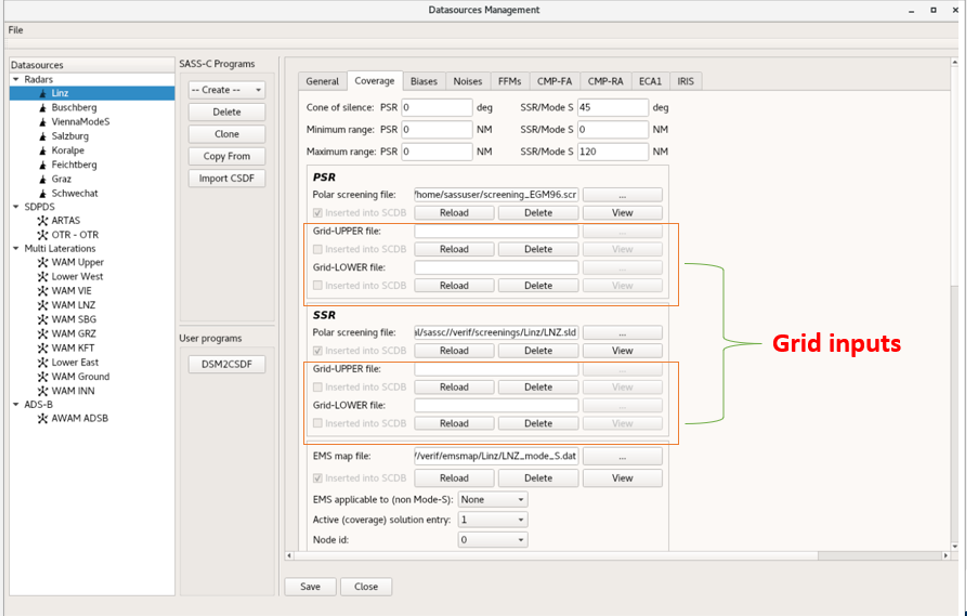 Datasources Management
File
Datasources
Radars
Linz
Buschberg
ViennaModeS
Salzburg
Koralpe
Feichtberg
Graz
Schwechat
SDPDS
ARTAS
OTR - OTR
Multi Laterations
WAM Upper
Lower West
WAM VIE
WAM LNZ
WAM SBG
WAM GRZ
WAM KFT
Lower East
WAM Ground
WAM INN
ADS-B
AWAM ADSB
SASS-C Programs
-- Create --
Delete
Clone
Copy From
Import CSDF
User programs
DSM2CSDF
General Coverage Biases Noises FFMs CMP-FA CMP-RA ECA1 IRIS
Cone of silence: PSR 0 deg SSR/Mode S 45 deg
Minimum range: PSR 0 NM SSR/Mode S 0 NM
Maximum range: PSR 0 NM SSR/Mode S 120 NM
PSR
Polar screening file: /home/sassuser/screening_EGM96.scr ...
Inserted into SCDB Reload Delete View
Grid-UPPER file: ...
Inserted into SCDB Reload Delete View
Grid-LOWER file: ...
Inserted into SCDB Reload Delete View
SSR
Polar screening file: al/sassc//verif/screenings/Linz/LNZ.sld ...
Inserted into SCDB Reload Delete View
Grid-UPPER file: ...
Inserted into SCDB Reload Delete View
Grid-LOWER file: ...
Inserted into SCDB Reload Delete View
EMS map file: //verif/emsmap/Linz/LNZ_mode_S.dat ...
Inserted into SCDB Reload Delete View
EMS applicable to (non Mode-S): None
Active (coverage) solution entry: 1
Node id: 0
Grid inputs
Save Close